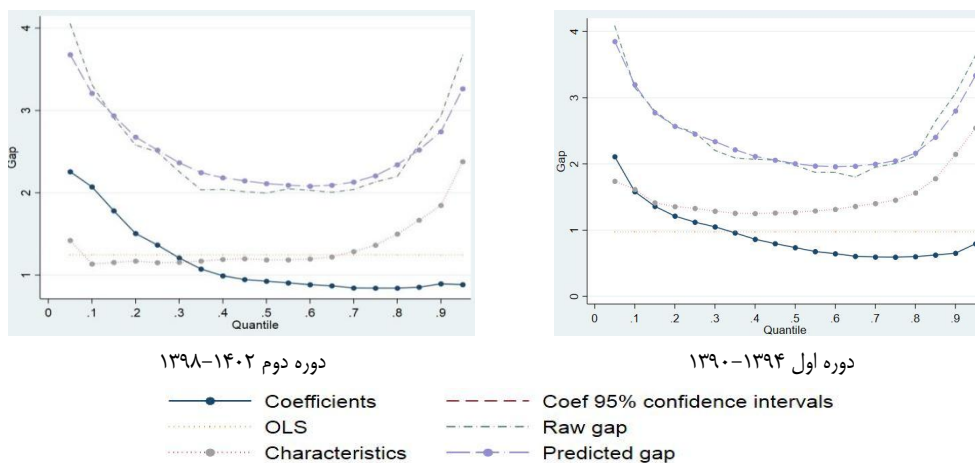 4
3
2
1
Gap
0 .1 .2 .3 .4 .5 .6 .7 .8 .9
Quantile
4
3
2
1
0
Gap
0 .1 .2 .3 .4 .5 .6 .7 .8 .9
Quantile
دوره دوم ۱۴۰۲-۱۳۹۸
دوره اول ۱۳۹۴-۱۳۹۰
Coefficients
Coef 95% confidence intervals
OLS
Raw gap
Characteristics
Predicted gap